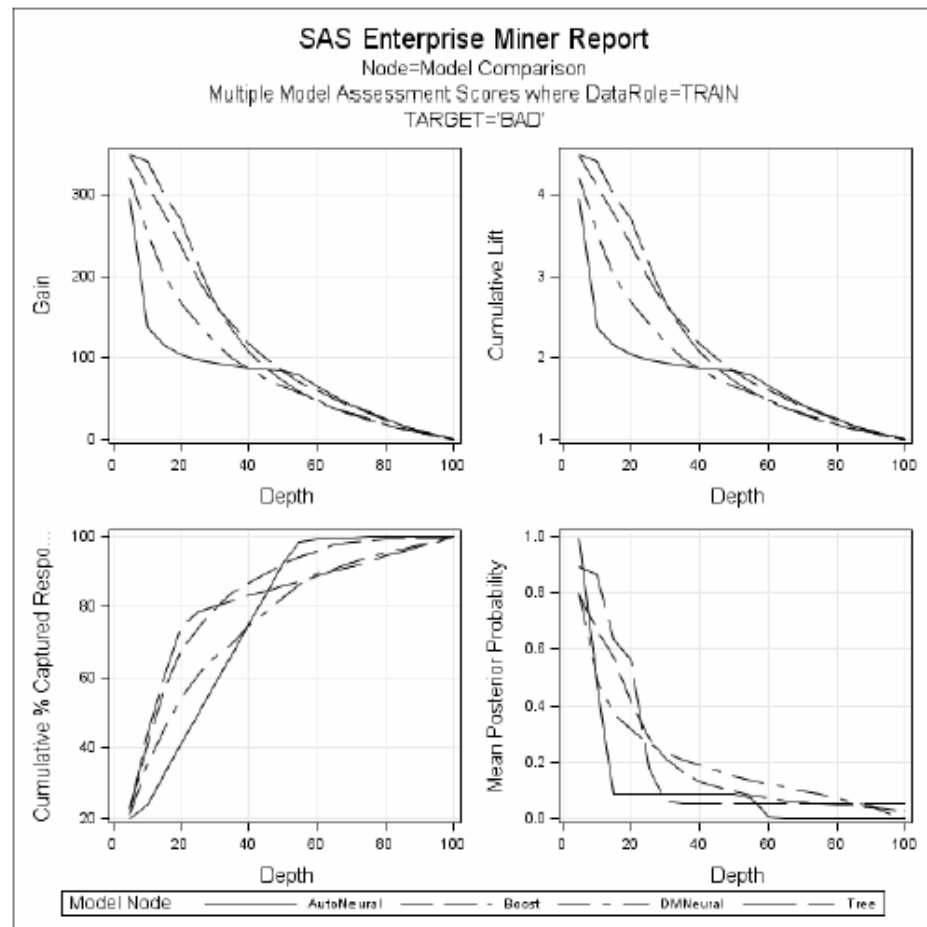 SAS Enterprise Miner Report
Node=Model Comparison
Multiple Model Assessment Scores where DataRole=TRAIN
TARGET='BAD'
Gain
300
200
100
0
0 20 40 60 80 100
Depth
Cumulative Lift
4
3
2
1
0 20 40 60 80 100
Depth
Cumulative % Captured Respo...
100
80
60
40
20
0 20 40 60 80 100
Depth
Mean Posterior Probability
1.0
0.8
0.6
0.4
0.2
0.0
0 20 40 60 80 100
Depth
Model Node AutoNeural Boost DMNeural Tree